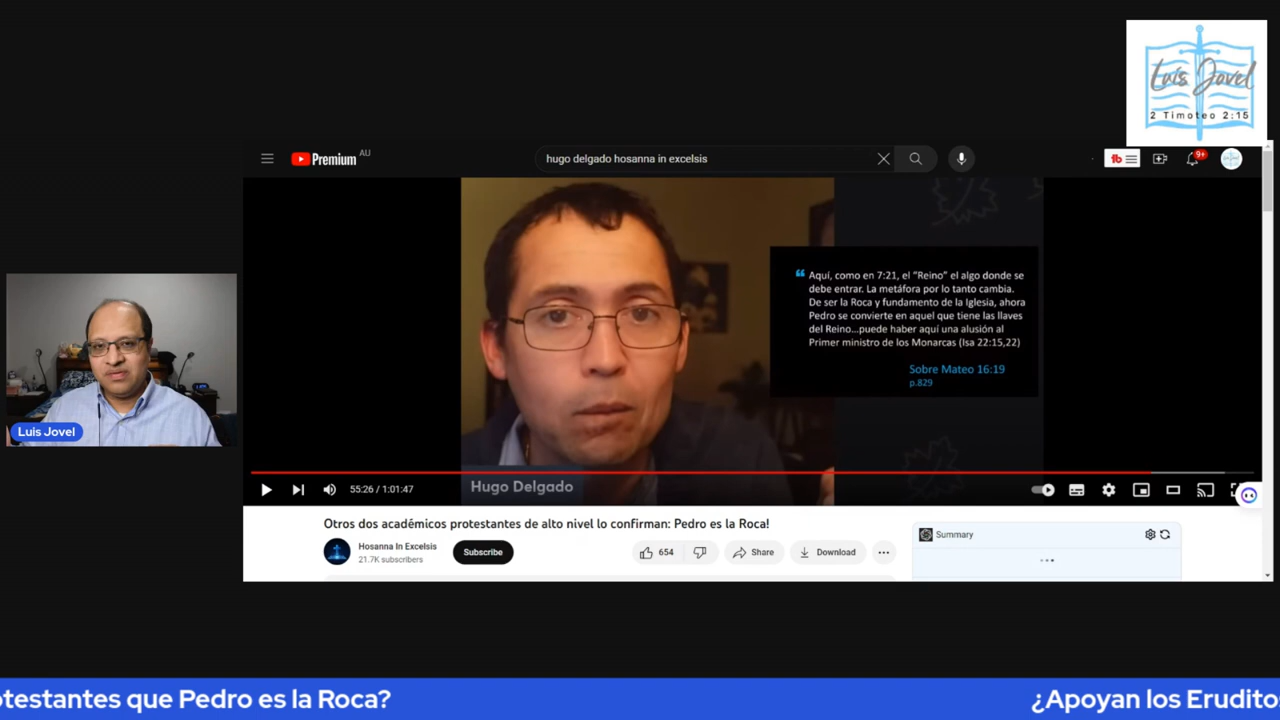 Luis Jovel
2 Timoteo 2:15
Premium AU
hugo delgado hosanna in excelsis
9+
“ Aquí, como en 7:21, el “Reino” el algo donde se
debe entrar. La metáfora por lo tanto cambia.
De ser la Roca y fundamento de la Iglesia, ahora
Pedro se convierte en aquel que tiene las llaves
del Reino...puede haber aquí una alusión al
Primer ministro de los Monarcas (Isa 22:15,22)
Sobre Mateo 16:19
p.829
Luis Jovel
Hugo Delgado
55:26 / 1:01:47
Otros dos académicos protestantes de alto nivel lo confirman: Pedro es la Roca!
Hosanna In Excelsis
21.7K subscribers
Subscribe
654
Share
Download
Summary
otestantes que Pedro es la Roca?
¿Apoyan los Erudito